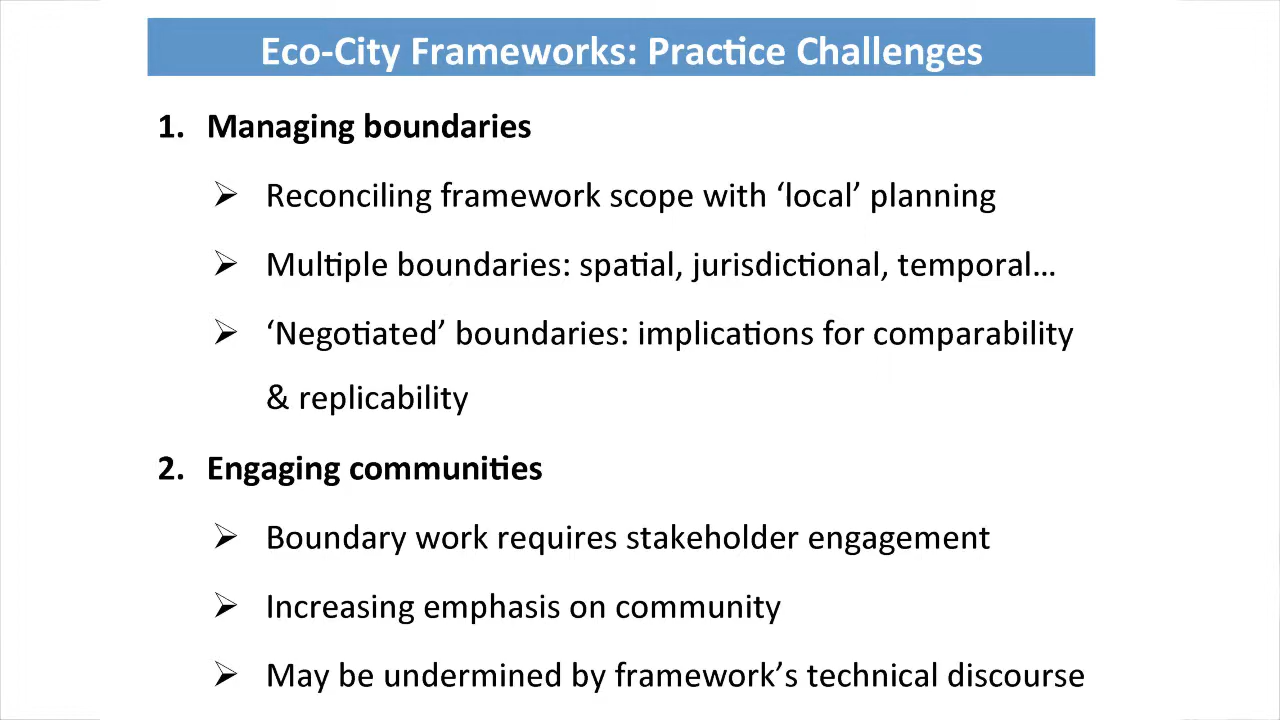 Eco-City Frameworks: Practice Challenges
1. Managing boundaries
➢ Reconciling framework scope with ‘local’ planning
➢ Multiple boundaries: spatial, jurisdictional, temporal…
➢ ‘Negotiated’ boundaries: implications for comparability
& replicability
2. Engaging communities
➢ Boundary work requires stakeholder engagement
➢ Increasing emphasis on community
➢ May be undermined by framework’s technical discourse